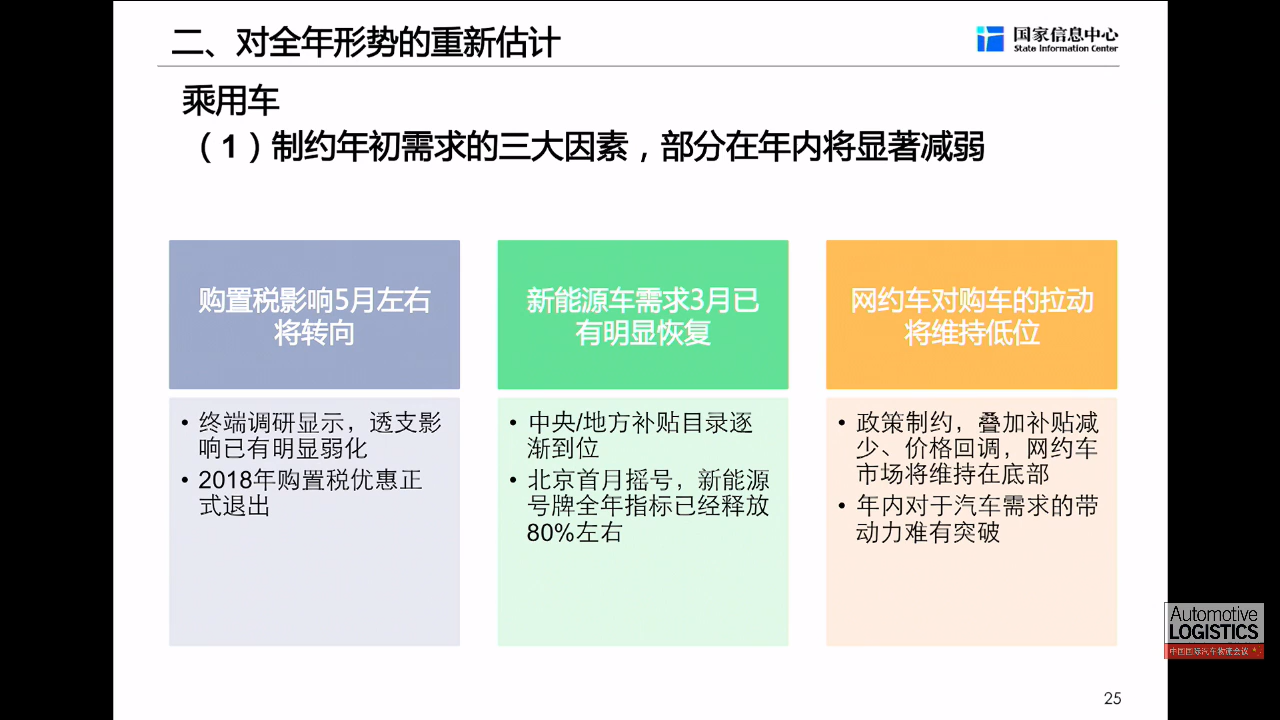 二、对全年形势的重新估计
国家信息中心
State Information Center
乘用车
（1）制约年初需求的三大因素，部分在年内将显著减弱
购置税影响5月左右
将转向
• 终端调研显示，透支影
响已有明显弱化
• 2018年购置税优惠正
式退出
新能源车需求3月已
有明显恢复
• 中央/地方补贴目录逐
渐到位
• 北京首月摇号，新能源
号牌全年指标已经释放
80%左右
网约车对购车的拉动
将维持低位
• 政策制约，叠加补贴减
少、价格回调，网约车
市场将维持在底部
• 年内对于汽车需求的带
动力难有突破
Automotive
LOGISTICS
中国国际汽车物流会议
25